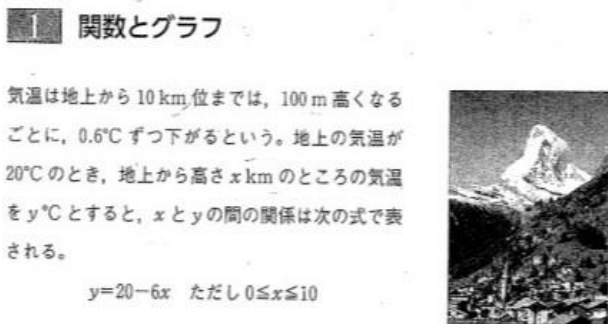 1 関数とグラフ
気温は地上から10km位までは，100m高くなる
ごとに，0.6℃ずつ下がるという。地上の気温が
20℃のとき，地上から高さxkmのところの気温
をy℃とすると，xとyの間の関係は次の式で表
される。
y=20−6x ただし0≦x≦10